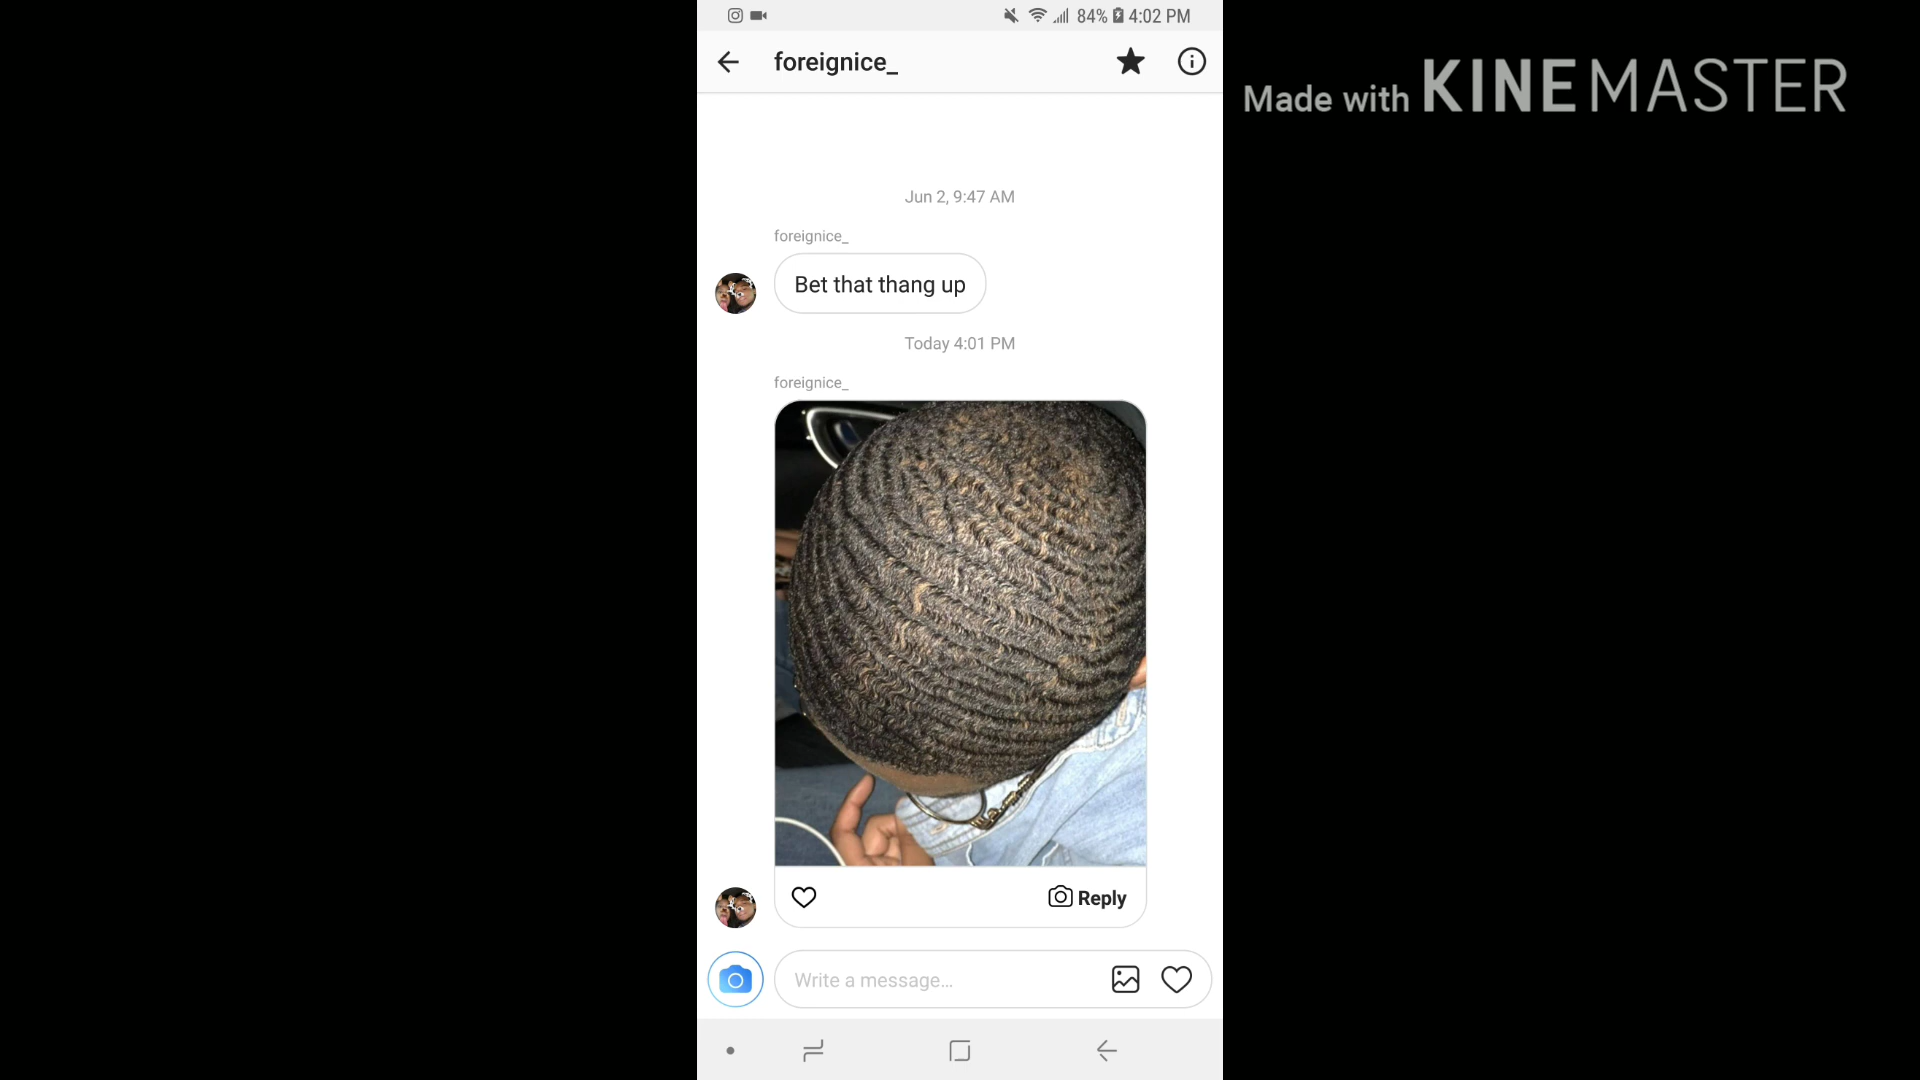 84% 4:02 PM
foreignice_
Made with KINEMASTER
Jun 2, 9:47 AM
foreignice_
Bet that thang up
Today 4:01 PM
foreignice_
Reply
Write a message...